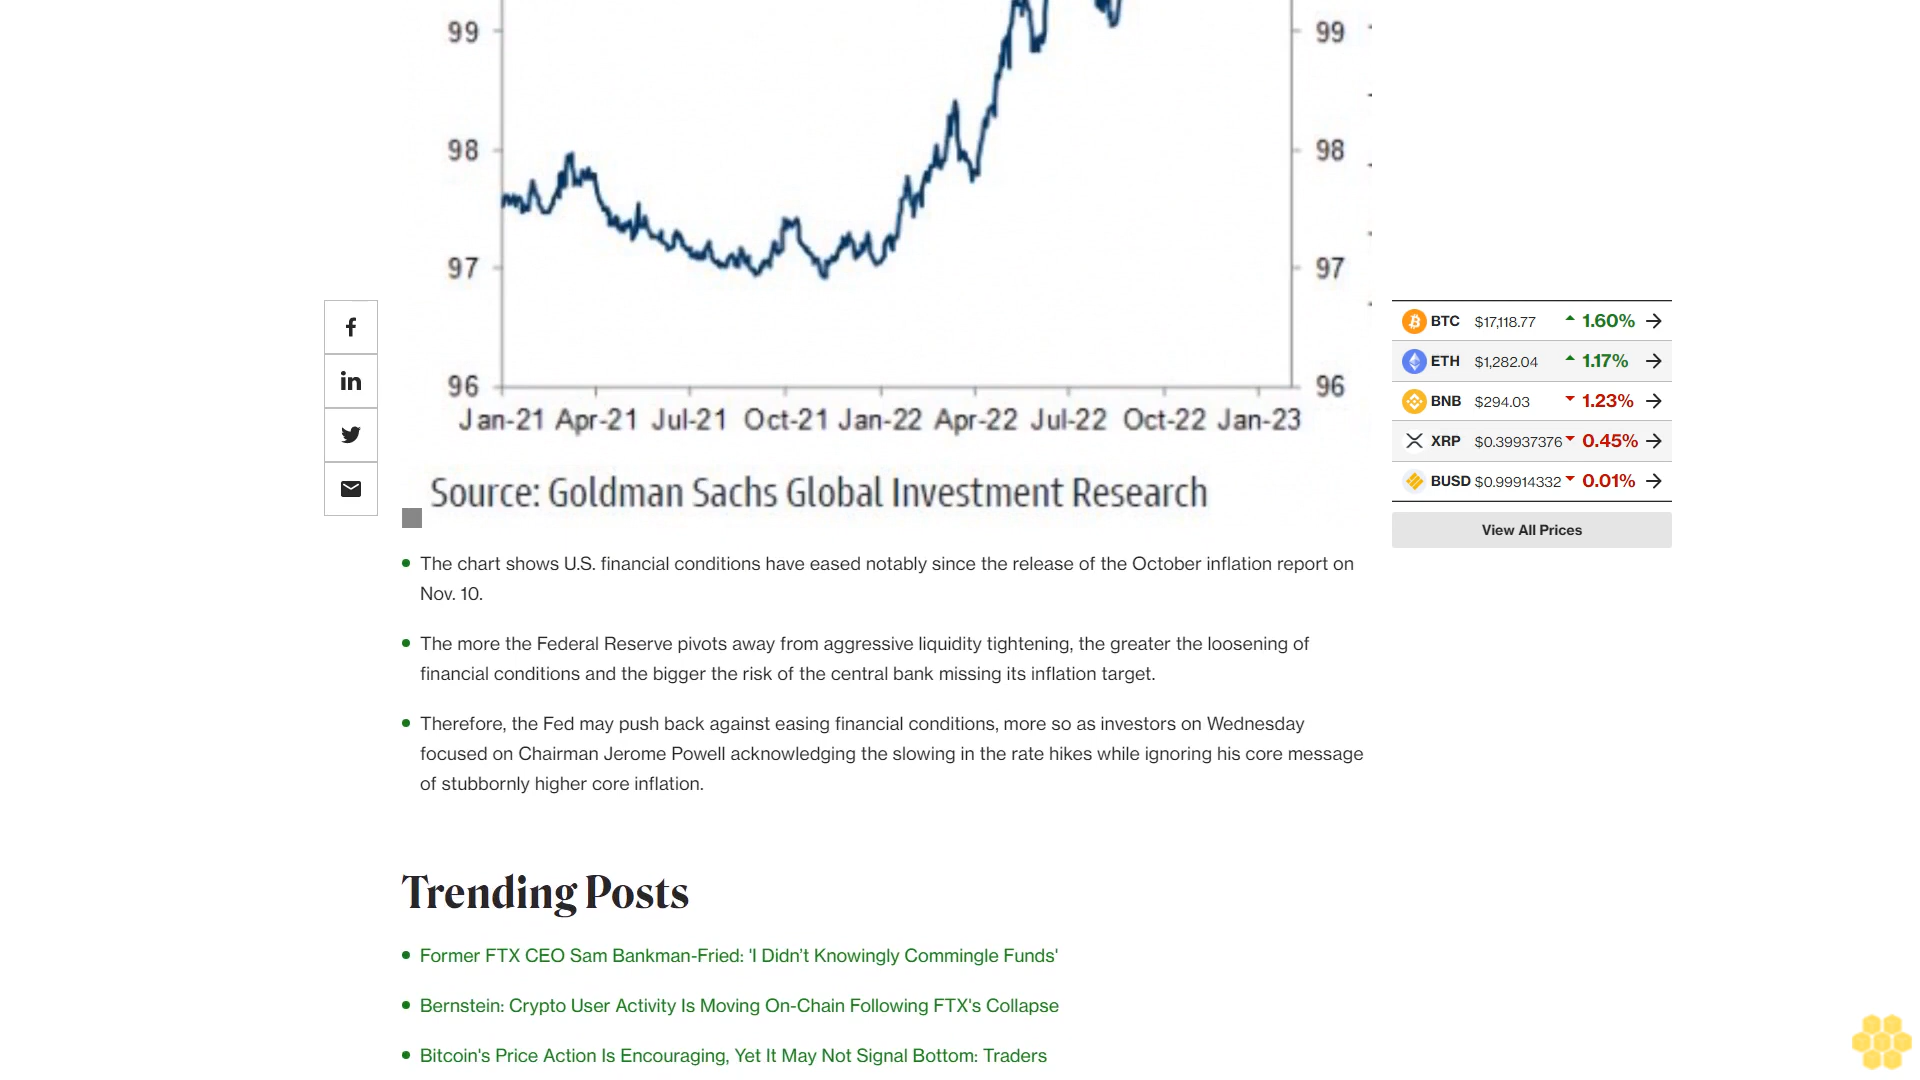 99
99
98
98
97
97
96
96
Jan-21 Apr-21 Jul-21 Oct-21 Jan-22 Apr-22 Jul-22 Oct-22 Jan-23
Source: Goldman Sachs Global Investment Research
The chart shows U.S. financial conditions have eased notably since the release of the October inflation report on
Nov. 10.
The more the Federal Reserve pivots away from aggressive liquidity tightening, the greater the loosening of
financial conditions and the bigger the risk of the central bank missing its inflation target.
Therefore, the Fed may push back against easing financial conditions, more so as investors on Wednesday
focused on Chairman Jerome Powell acknowledging the slowing in the rate hikes while ignoring his core message
of stubbornly higher core inflation.
Trending Posts
Former FTX CEO Sam Bankman-Fried: 'I Didn’t Knowingly Commingle Funds'
Bernstein: Crypto User Activity Is Moving On-Chain Following FTX's Collapse
Bitcoin's Price Action Is Encouraging, Yet It May Not Signal Bottom: Traders
BTC $17,118.77 1.60%
ETH $1,282.04 1.17%
BNB $294.03 1.23%
XRP $0.39937376 0.45%
BUSD $0.99914332 0.01%
View All Prices